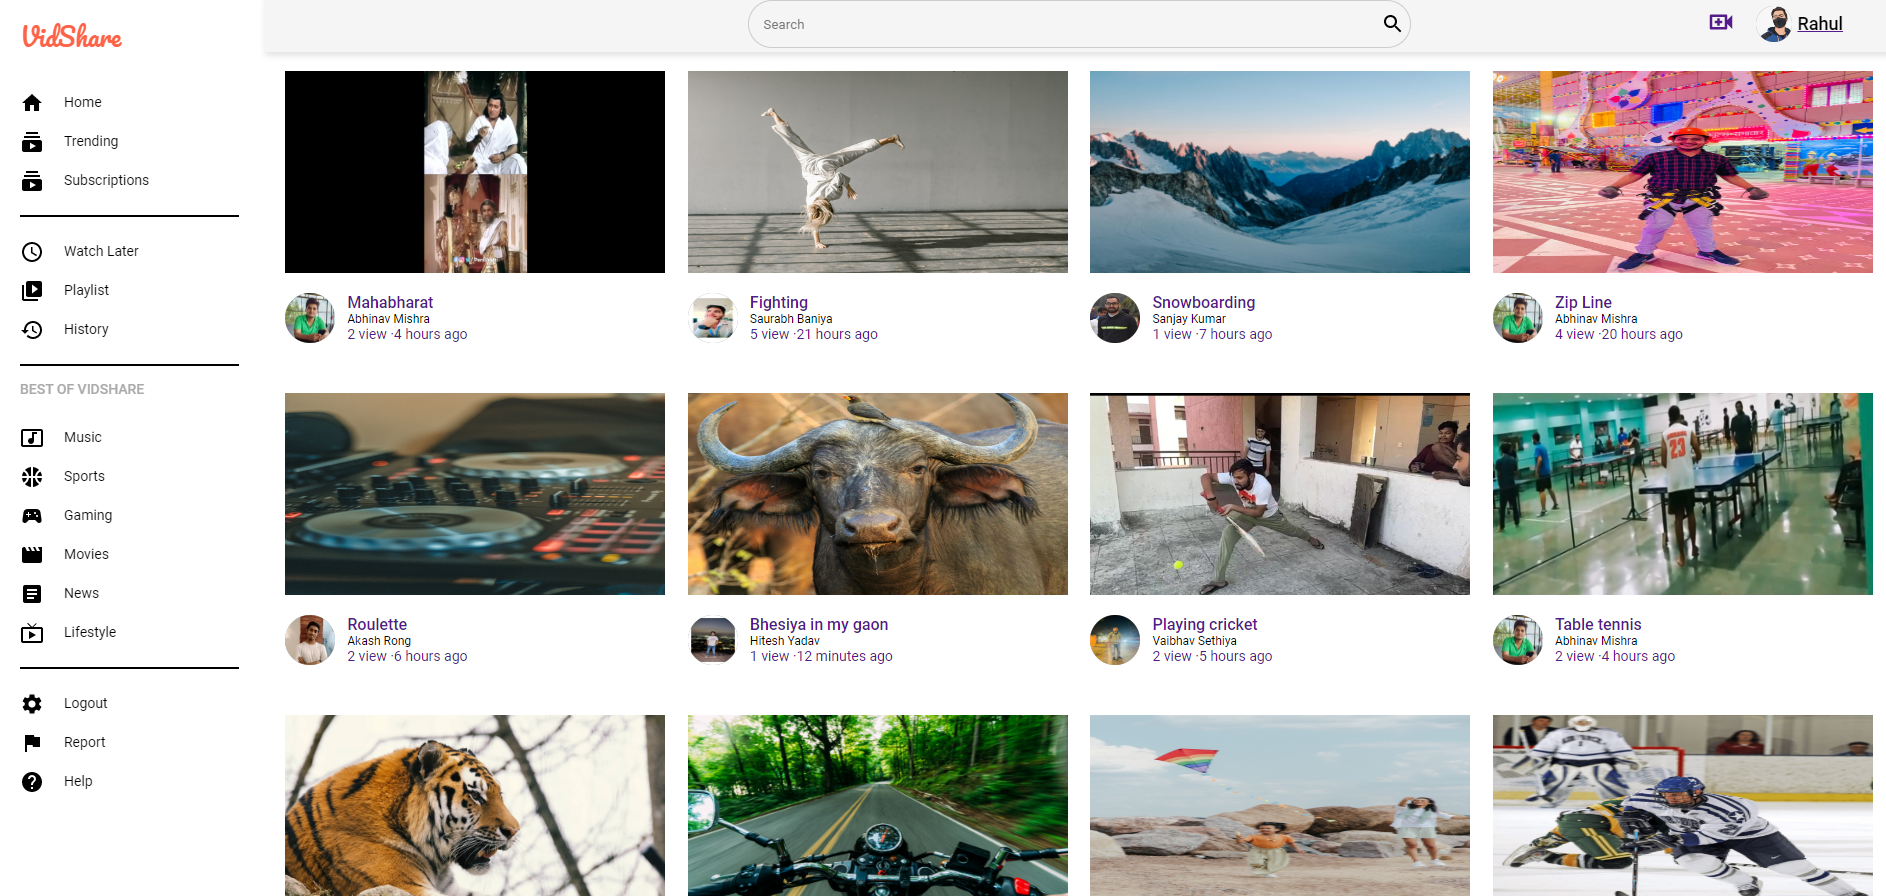 VidShare
Search
Rahul
Home
Trending
Subscriptions
Watch Later
Playlist
History
BEST OF VIDSHARE
Music
Sports
Gaming
Movies
News
Lifestyle
Logout
Report
Help
Mahabharat
Abhinav Mishra
2 view ·4 hours ago
Fighting
Saurabh Baniya
5 view ·21 hours ago
Snowboarding
Sanjay Kumar
1 view ·7 hours ago
Zip Line
Abhinav Mishra
4 view ·20 hours ago
Roulette
Akash Rong
2 view ·6 hours ago
Bhesiya in my gaon
Hitesh Yadav
1 view ·12 minutes ago
Playing cricket
Vaibhav Sethiya
2 view ·5 hours ago
23
Table tennis
Abhinav Mishra
2 view ·4 hours ago